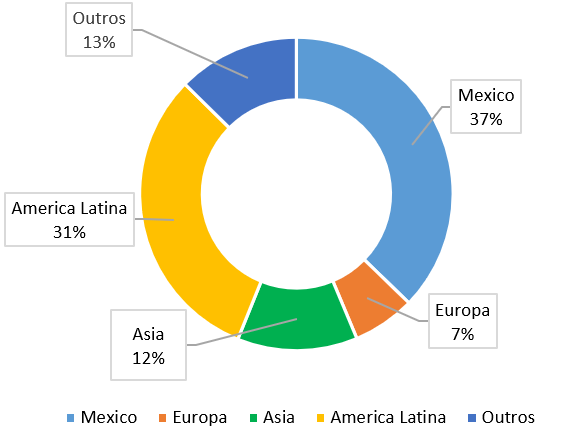 Outros
13%
Mexico
37%
America Latina
31%
Europa
7%
Asia
12%
Mexico Europa Asia America Latina Outros